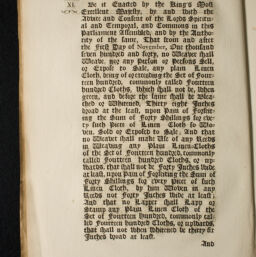 XI. Be it Enacted by the King's Most
Excellent Majesty, by and with the
Advice and Consent of the Lords Spiritu-
al and Temporal, and Commons in this
Parliament Assembled, and by the Autho-
rity of the same, That from and after
the First Day of November, One thousand
seven hundred and forty, no Weaver shall
Weave nor any Person or Persons Sell,
or Expose to Sale, any plain Linen
Cloth, being of or exceeding the Set of Four-
teen hundred, commonly called Fourteen
hundred Cloths, which shall not be, when
green, and before the same shall be bleach-
ched or Whitened, Thirty eight Inches
broad at the least, upon Pain of Forfeit-
ing the Sum of Forty Shillings for eve-
ry such Piece of Linen Cloth so Wo-
ven, Sold or Exposed to Sale; And that
no Weaver shall make Use of any Reeds
in Weaving any Plain Linen-Cloths
of the Set of Fourteen hundred, commonly
called Fourteen hundred Cloths, or up-
wards, that shall not be Forty Inches wide
at least, upon Pain of Forfeiting the Sum of
Forty Shillings for every Piece of such
Linen Cloth, by him Woven in any
Reeds not Forty Inches wide at least;
And that no Lapper shall Lapp or
Stamp any Plain Linen Cloth of the
Set of Fourteen hundred, commonly cal-
led Fourteen hundred Cloths, or upwards,
that shall not when Whitened be thirty six
Inches broad at least.
And